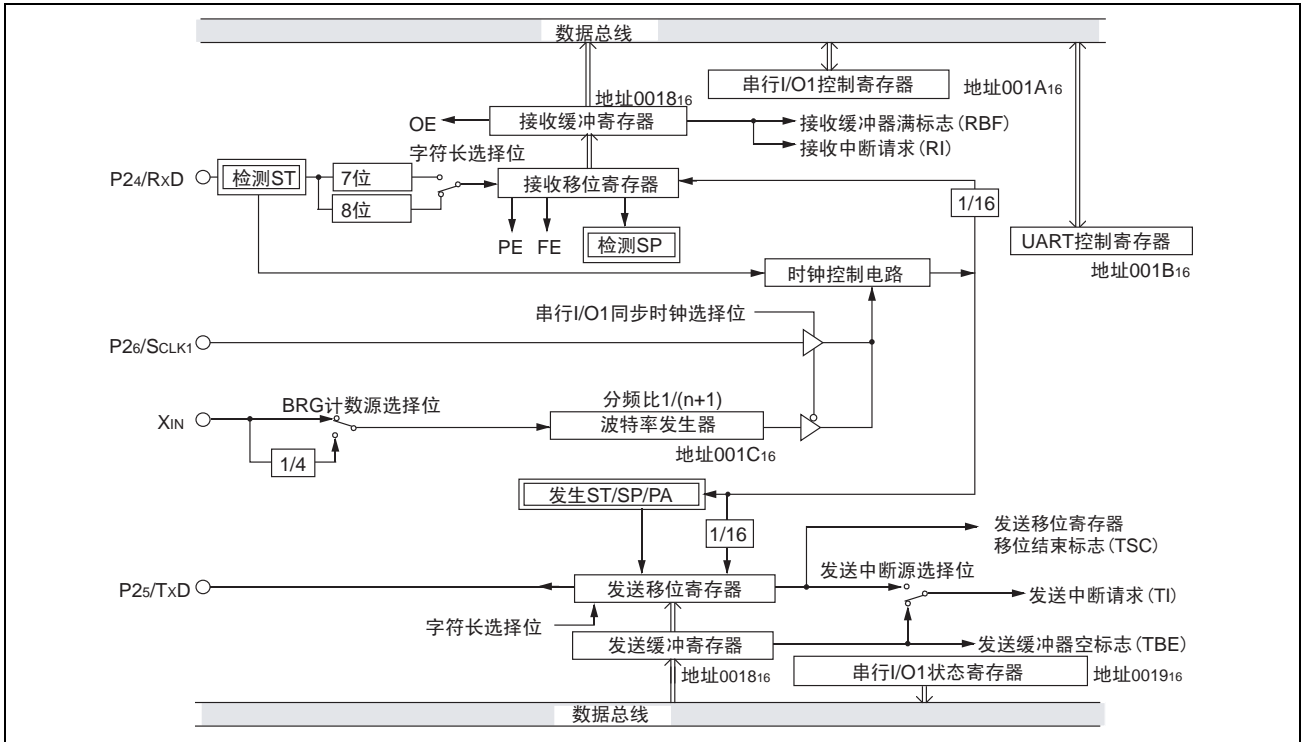 数据总线
串行I/O1控制寄存器
地址001A16
地址001816
OE
接收缓冲寄存器
接收缓冲器满标志(RBF)
接收中断请求(RI)
字符长选择位
P24/RXD
检测ST
7位
8位
接收移位寄存器
1/16
PE
FE
检测SP
UART控制寄存器
地址001B16
时钟控制电路
串行I/O1同步时钟选择位
P26/SCLK1
BRG计数源选择位
分频比1/(n+1)
XIN
波特率发生器
地址001C16
1/4
发生ST/SP/PA
1/16
发送移位寄存器
移位结束标志(TSC)
发送中断源选择位
P25/TXD
发送移位寄存器
发送中断请求(TI)
字符长选择位
发送缓冲寄存器
发送缓冲器空标志(TBE)
地址001816
串行I/O1状态寄存器
地址001916
数据总线